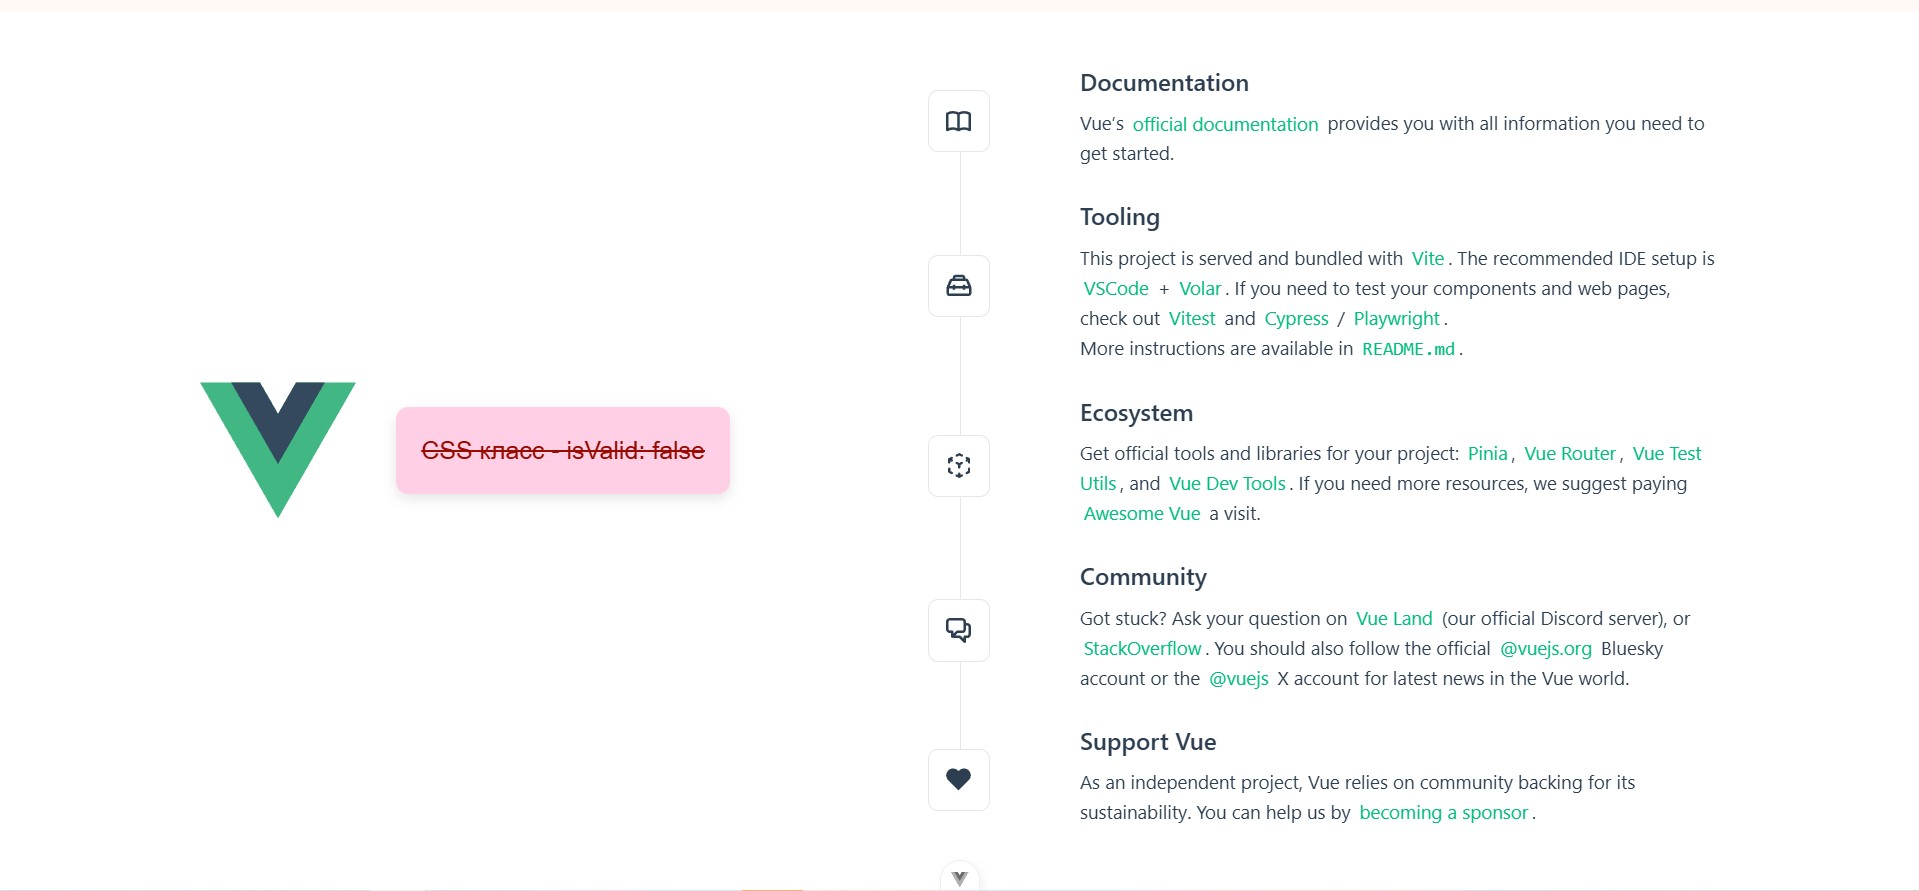 CSS класс - isValid: false
Documentation
Vue’s official documentation provides you with all information you need to
get started.
Tooling
This project is served and bundled with Vite. The recommended IDE setup is
VSCode + Volar. If you need to test your components and web pages,
check out Vitest and Cypress / Playwright.
More instructions are available in README.md.
Ecosystem
Get official tools and libraries for your project: Pinia, Vue Router, Vue Test
Utils, and Vue Dev Tools. If you need more resources, we suggest paying
Awesome Vue a visit.
Community
Got stuck? Ask your question on Vue Land (our official Discord server), or
StackOverflow. You should also follow the official @vuejs.org Bluesky
account or the @vuejs X account for latest news in the Vue world.
Support Vue
As an independent project, Vue relies on community backing for its
sustainability. You can help us by becoming a sponsor.